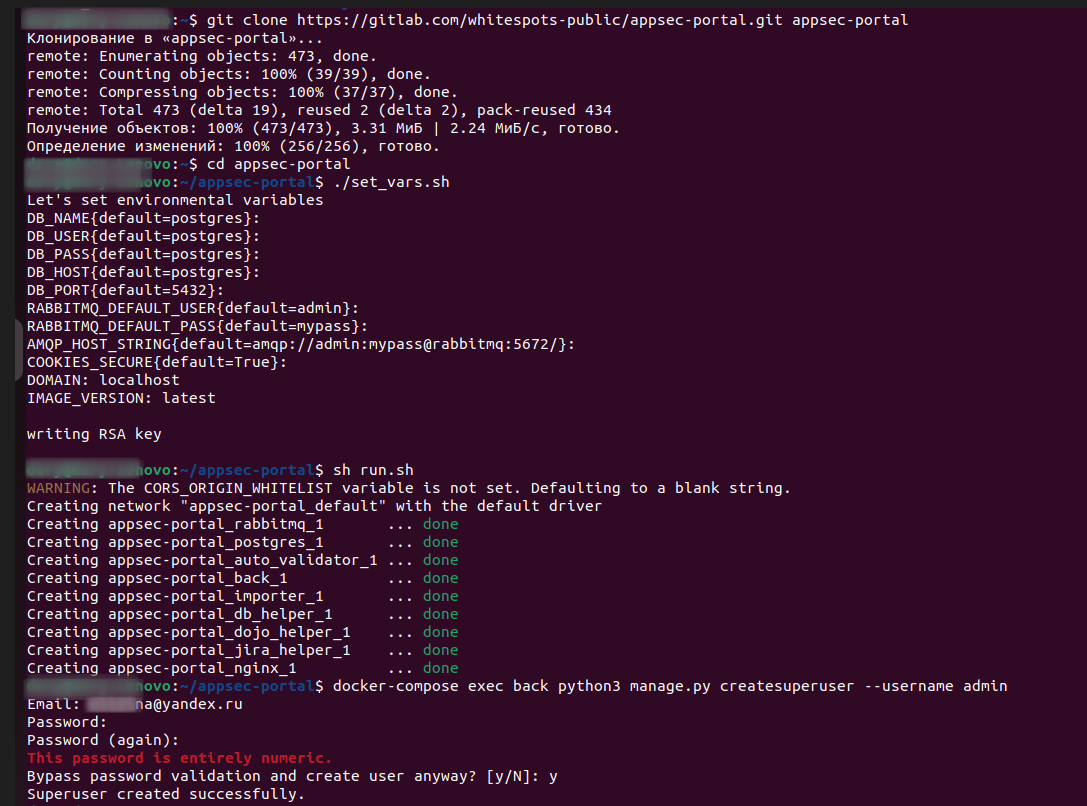 :~$ git clone https://gitlab.com/whitespots-public/appsec-portal.git appsec-portal
Клонирование в «appsec-portal»...
remote: Enumerating objects: 473, done.
remote: Counting objects: 100% (39/39), done.
remote: Compressing objects: 100% (37/37), done.
remote: Total 473 (delta 19), reused 2 (delta 2), pack-reused 434
Получение объектов: 100% (473/473), 3.31 МиБ | 2.24 МиБ/с, готово.
Определение изменений: 100% (256/256), готово.
ovo:~$ cd appsec-portal
ovo:~/appsec-portal$ ./set_vars.sh
Let's set environmental variables
DB_NAME{default=postgres}:
DB_USER{default=postgres}:
DB_PASS{default=postgres}:
DB_HOST{default=postgres}:
DB_PORT{default=5432}:
RABBITMQ_DEFAULT_USER{default=admin}:
RABBITMQ_DEFAULT_PASS{default=mypass}:
AMQP_HOST_STRING{default=amqp://admin:mypass@rabbitmq:5672/}:
COOKIES_SECURE{default=True}:
DOMAIN: localhost
IMAGE_VERSION: latest
writing RSA key
novo:~/appsec-portal$ sh run.sh
WARNING: The CORS_ORIGIN_WHITELIST variable is not set. Defaulting to a blank string.
Creating network "appsec-portal_default" with the default driver
Creating appsec-portal_rabbitmq_1 ... done
Creating appsec-portal_postgres_1 ... done
Creating appsec-portal_auto_validator_1 ... done
Creating appsec-portal_back_1 ... done
Creating appsec-portal_importer_1 ... done
Creating appsec-portal_db_helper_1 ... done
Creating appsec-portal_dojo_helper_1 ... done
Creating appsec-portal_jira_helper_1 ... done
Creating appsec-portal_nginx_1 ... done
novo:~/appsec-portal$ docker-compose exec back python3 manage.py createsuperuser --username admin
Email: na@yandex.ru
Password:
Password (again):
This password is entirely numeric.
Bypass password validation and create user anyway? [y/N]: y
Superuser created successfully.